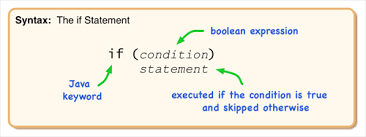 Syntax: The if Statement
boolean expression
if (condition)
statement
Java
keyword
executed if the condition is true
and skipped otherwise